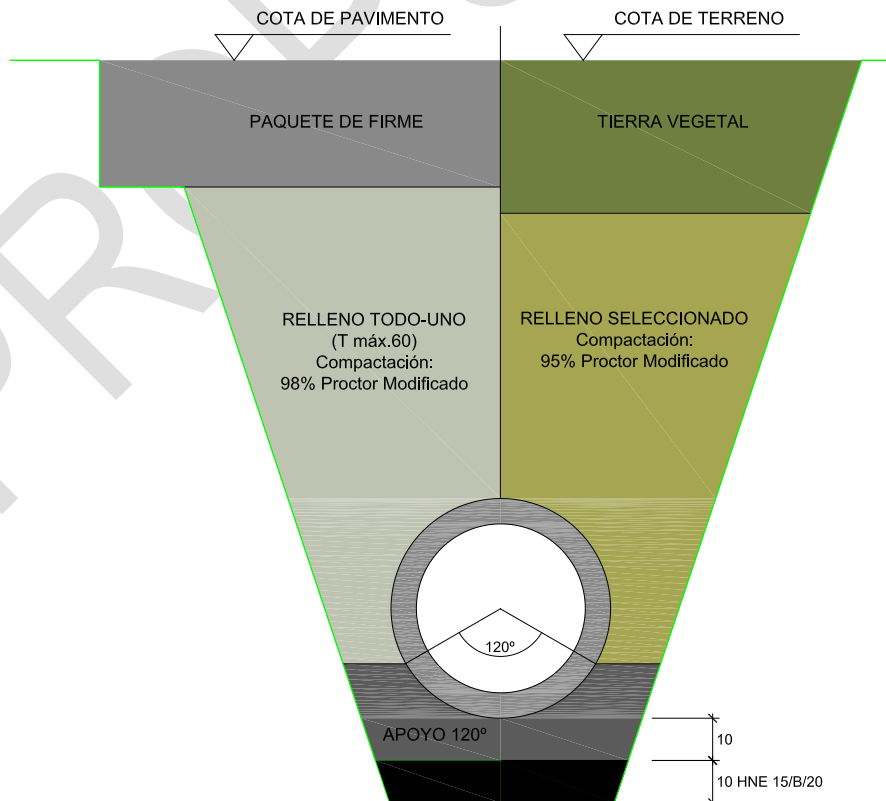 COTA DE PAVIMENTO
COTA DE TERRENO
PAQUETE DE FIRME
TIERRA VEGETAL
RELLENO TODO-UNO
(T máx.60)
Compactación:
98% Proctor Modificado
RELLENO SELECCIONADO
Compactación:
95% Proctor Modificado
120º
APOYO 120º
10
10 HNE 15/B/20